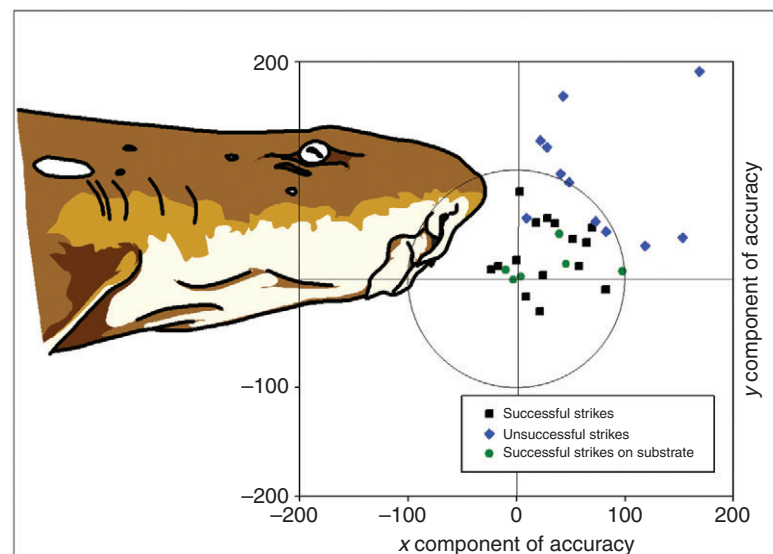 200
y component of accuracy
–100
Successful strikes
Unsuccessful strikes
Successful strikes on substrate
–200
–200
–100
0
100
200
x component of accuracy